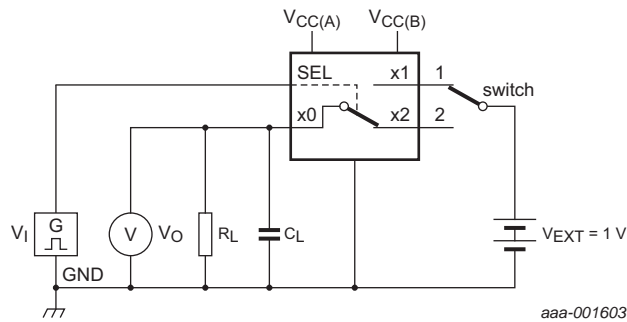 VCC(A) VCC(B)
SEL x1 1
switch
x0 x2 2
G
VI V VO RL CL VEXT = 1 V
GND
aaa-001603